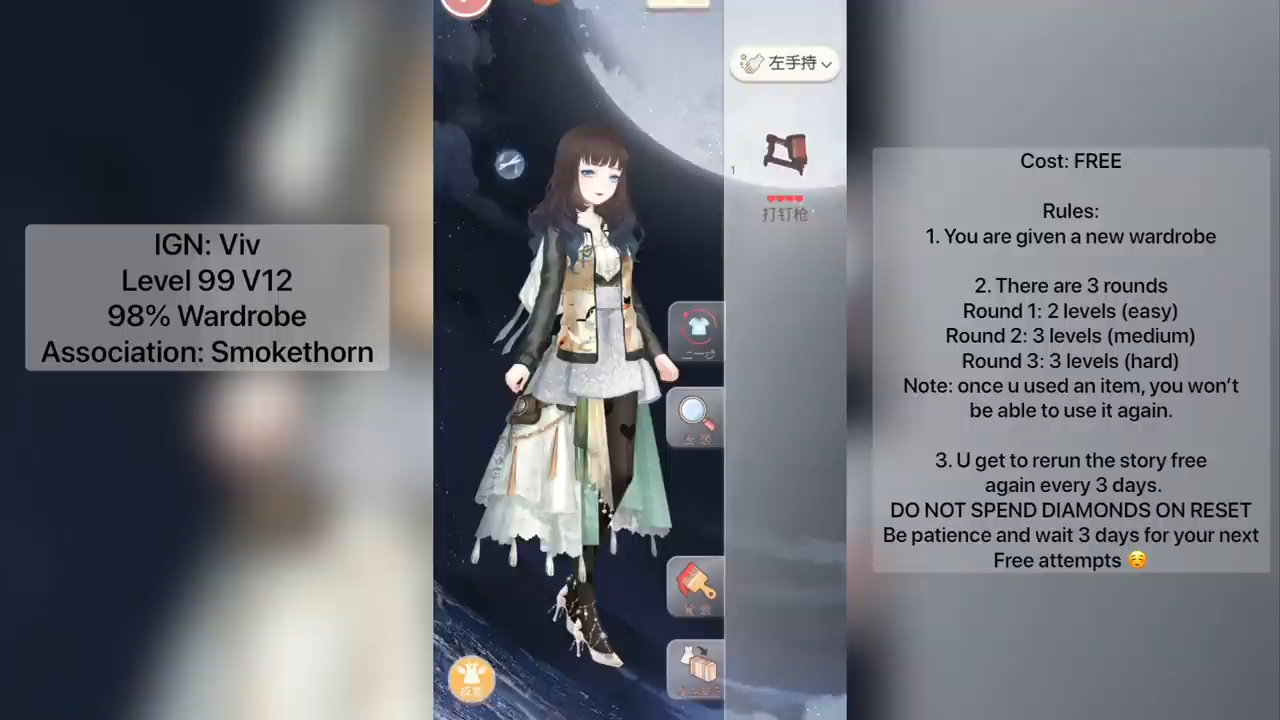 IGN: Viv
Level 99 V12
98% Wardrobe
Association: Smokethorn
左手持
1
打钉枪
Cost: FREE
Rules:
1. You are given a new wardrobe
2. There are 3 rounds
Round 1: 2 levels (easy)
Round 2: 3 levels (medium)
Round 3: 3 levels (hard)
Note: once u used an item, you won't
be able to use it again.
3. U get to rerun the story free
again every 3 days.
DO NOT SPEND DIAMONDS ON RESET
Be patience and wait 3 days for your next
Free attempts ☺️